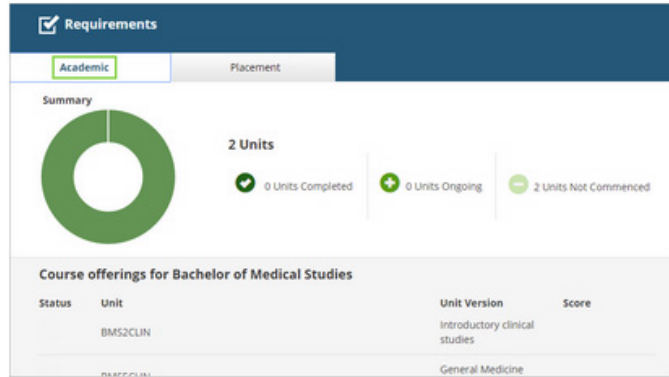 Requirements
Academic Placement
Summary
2 Units
0 Units Completed 0 Units Ongoing 2 Units Not Commenced
Course offerings for Bachelor of Medical Studies
Status Unit Unit Version Score
BMS2CLIN Introductory clinical
studies
General Medicine